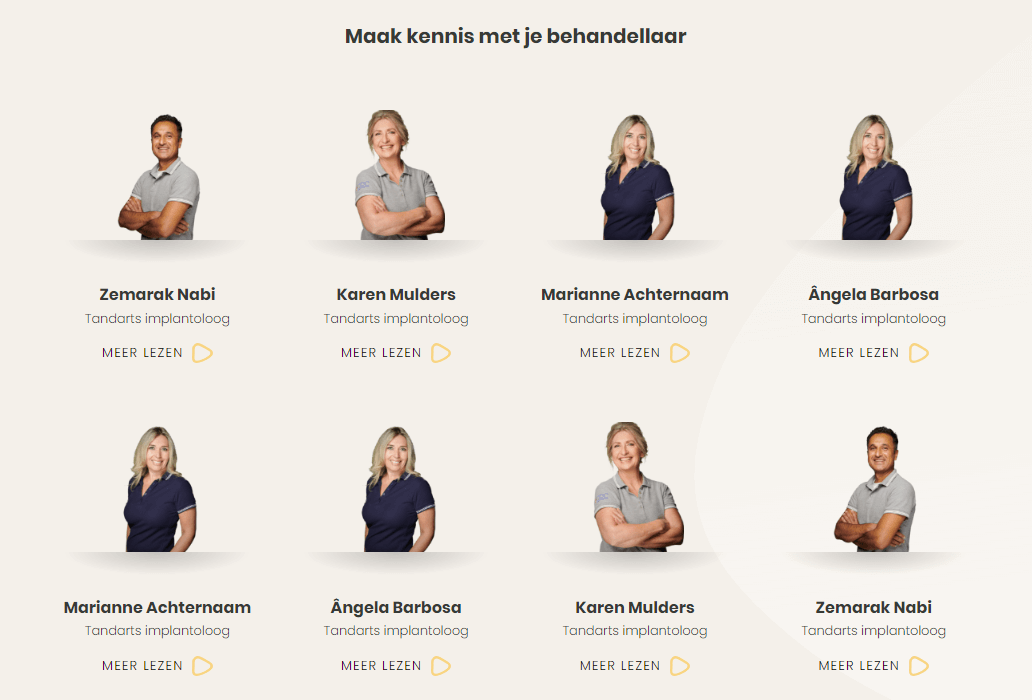 Maak kennis met je behandellaar
Zemarak Nabi
Karen Mulders
Marianne Achternaam
Ângela Barbosa
Tandarts implantoloog
Tandarts implantoloog
Tandarts implantoloog
Tandarts implantoloog
MEER LEZEN
MEER LEZEN
MEER LEZEN
MEER LEZEN
Marianne Achternaam
Ângela Barbosa
Karen Mulders
Zemarak Nabi
Tandarts implantoloog
Tandarts implantoloog
Tandarts implantoloog
Tandarts implantoloog
MEER LEZEN
MEER LEZEN
MEER LEZEN
MEER LEZEN